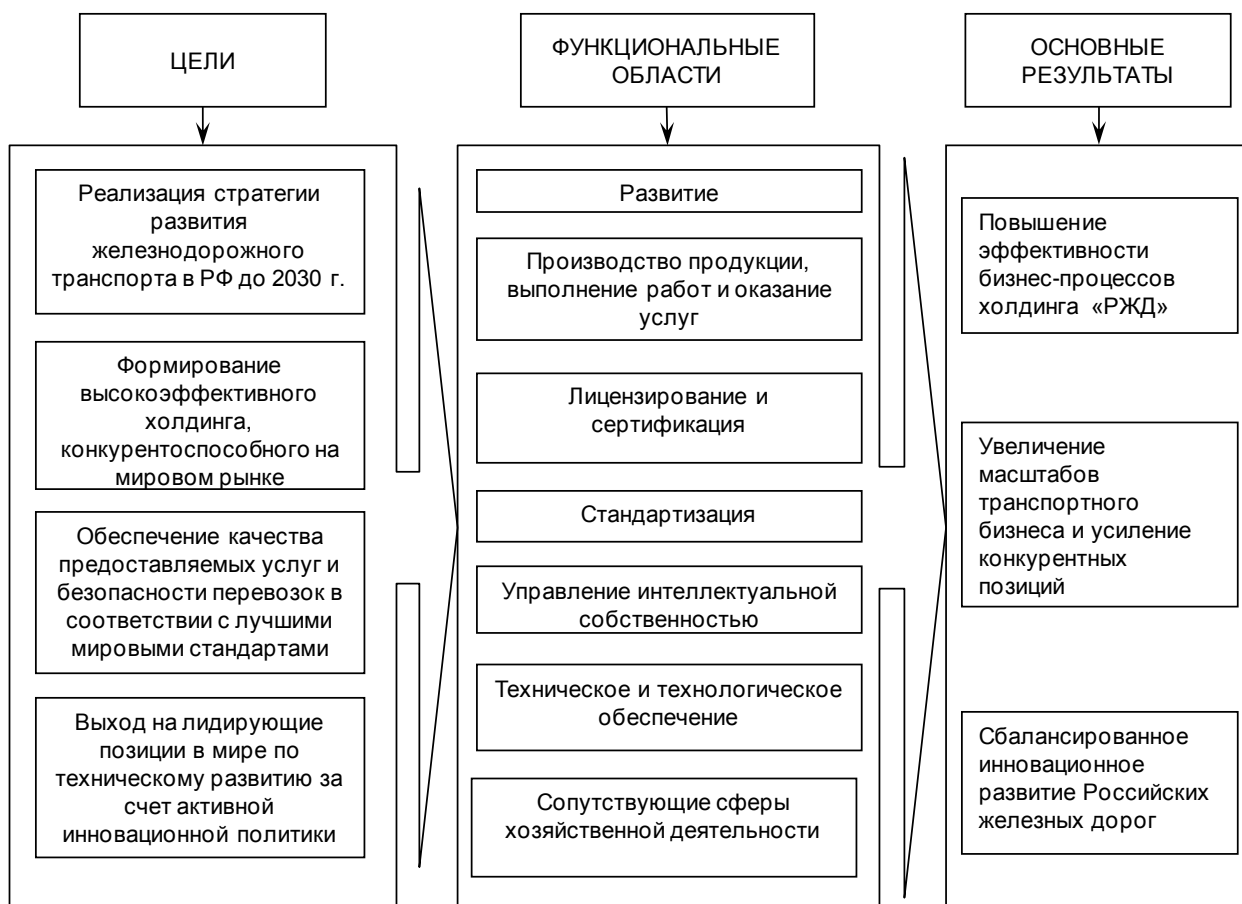 ЦЕЛИ
ФУНКЦИОНАЛЬНЫЕ
ОБЛАСТИ
ОСНОВНЫЕ
РЕЗУЛЬТАТЫ
Реализация стратегии
развития
железнодорожного
транспорта в РФ до 2030 г.
Формирование
высокоэффективного
холдинга,
конкурентоспособного на
мировом рынке
Обеспечение качества
предоставляемых услуг и
безопасности перевозок в
соответствии с лучшими
мировыми стандартами
Выход на лидирующие
позиции в мире по
техническому развитию за
счет активной
инновационной политики
Развитие
Производство продукции,
выполнение работ и оказание
услуг
Лицензирование и
сертификация
Стандартизация
Управление интеллектуальной
собственностью
Техническое и технологическое
обеспечение
Сопутствующие сферы
хозяйственной деятельности
Повышение
эффективности
бизнес-процессов
холдинга «РЖД»
Увеличение
масштабов
транспортного
бизнеса и усиление
конкурентных
позиций
Сбалансированное
инновационное
развитие Российских
железных дорог